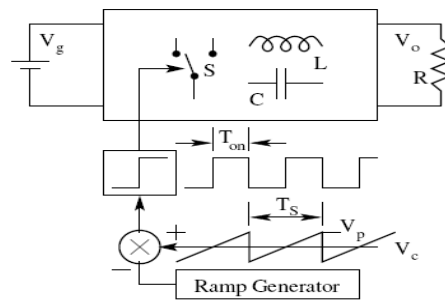 V_g
S
L
C
V_o
R
T_on
T_S
V_p
V_c
+
−
Ramp Generator